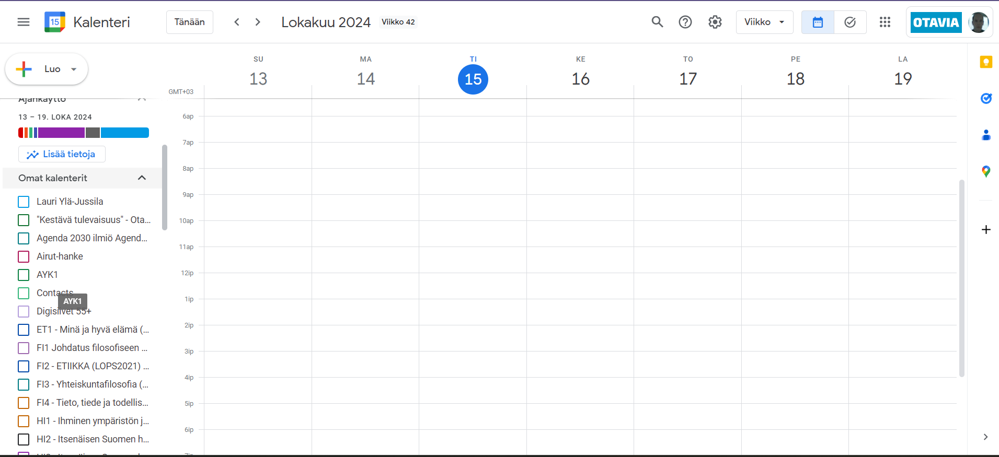 15 Kalenteri
Tänään
Lokakuu 2024 Viikko 42
Viikko
OTAVIA
Luo
SU MA TI KE TO PE LA
13 14 15 16 17 18 19
GMT+03
Ajankäyttö
13 – 19. LOKA 2024
Lisää tietoja
Omat kalenterit
Lauri Ylä-Jussila
"Kestävä tulevaisuus" - Ota...
Agenda 2030 ilmiö Agend...
Airut-hanke
AYK1
Contacts
AYK1
Digisiivet 55+
ET1 - Minä ja hyvä elämä (...
FI1 Johdatus filosofiseen ...
FI2 - ETIIKKA (LOPS2021) ...
FI3 - Yhteiskuntafilosofia (...
FI4 - Tieto, tiede ja todellis...
HI1 - Ihminen ympäristön j...
HI2 - Itsenäisen Suomen h...
6ap
7ap
8ap
9ap
10ap
11ap
12ip
1ip
2ip
3ip
4ip
5ip
6ip
7ip